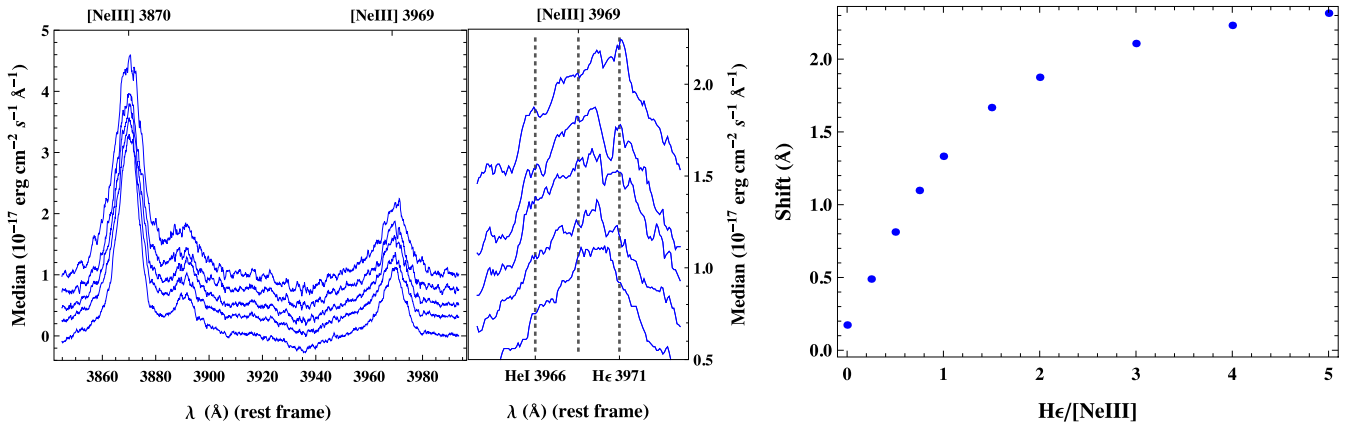 [NeIII] 3870
[NeIII] 3969
[NeIII] 3969
Median (10−17 erg cm−2 s−1 Å−1)
5
4
3
2
1
0
3860
3880
3900
3920
3940
3960
3980
λ (Å) (rest frame)
2.0
1.5
1.0
0.5
HeI 3966
Hϵ 3971
λ (Å) (rest frame)
Median (10−17 erg cm−2 s−1 Å−1)
Shift (Å)
2.0
1.5
1.0
0.5
0.0
0
1
2
3
4
5
Hϵ/[NeIII]